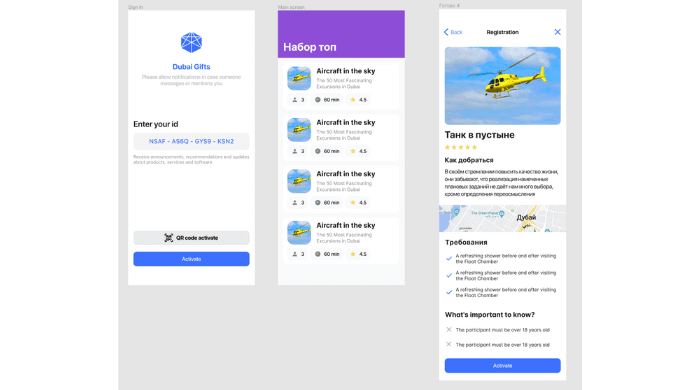 Sign in
Dubai Gifts
Please allow notifications in case someone
messages or mentions you
Enter your id
NSAF - AS6Q - GYS9 - KSN2
Receive announcements, recommendations and updates
about products, services and software.
QR code activate
Activate
Main screen
Набор топ
Aircraft in the sky
The 50 Most Fascinating
Excursions in Dubai
3
60 min
4.5
Aircraft in the sky
The 50 Most Fascinating
Excursions in Dubai
3
60 min
4.5
Aircraft in the sky
The 50 Most Fascinating
Excursions in Dubai
3
60 min
4.5
Aircraft in the sky
The 50 Most Fascinating
Excursions in Dubai
3
60 min
4.5
Back
Registration
Танк в пустыне
Как добраться
В своём стремлении повысить качество жизни,
они забывают, что реализация намеченных
плановых заданий не даёт нам иного выбора,
кроме определения переосмысления
Дубай
Требования
A refreshing shower before and after visiting
the Float Chamber
A refreshing shower before and after visiting
the Float Chamber
A refreshing shower before and after visiting
the Float Chamber
What's important to know?
The participant must be over 18 years old
The participant must be over 18 years old
Activate